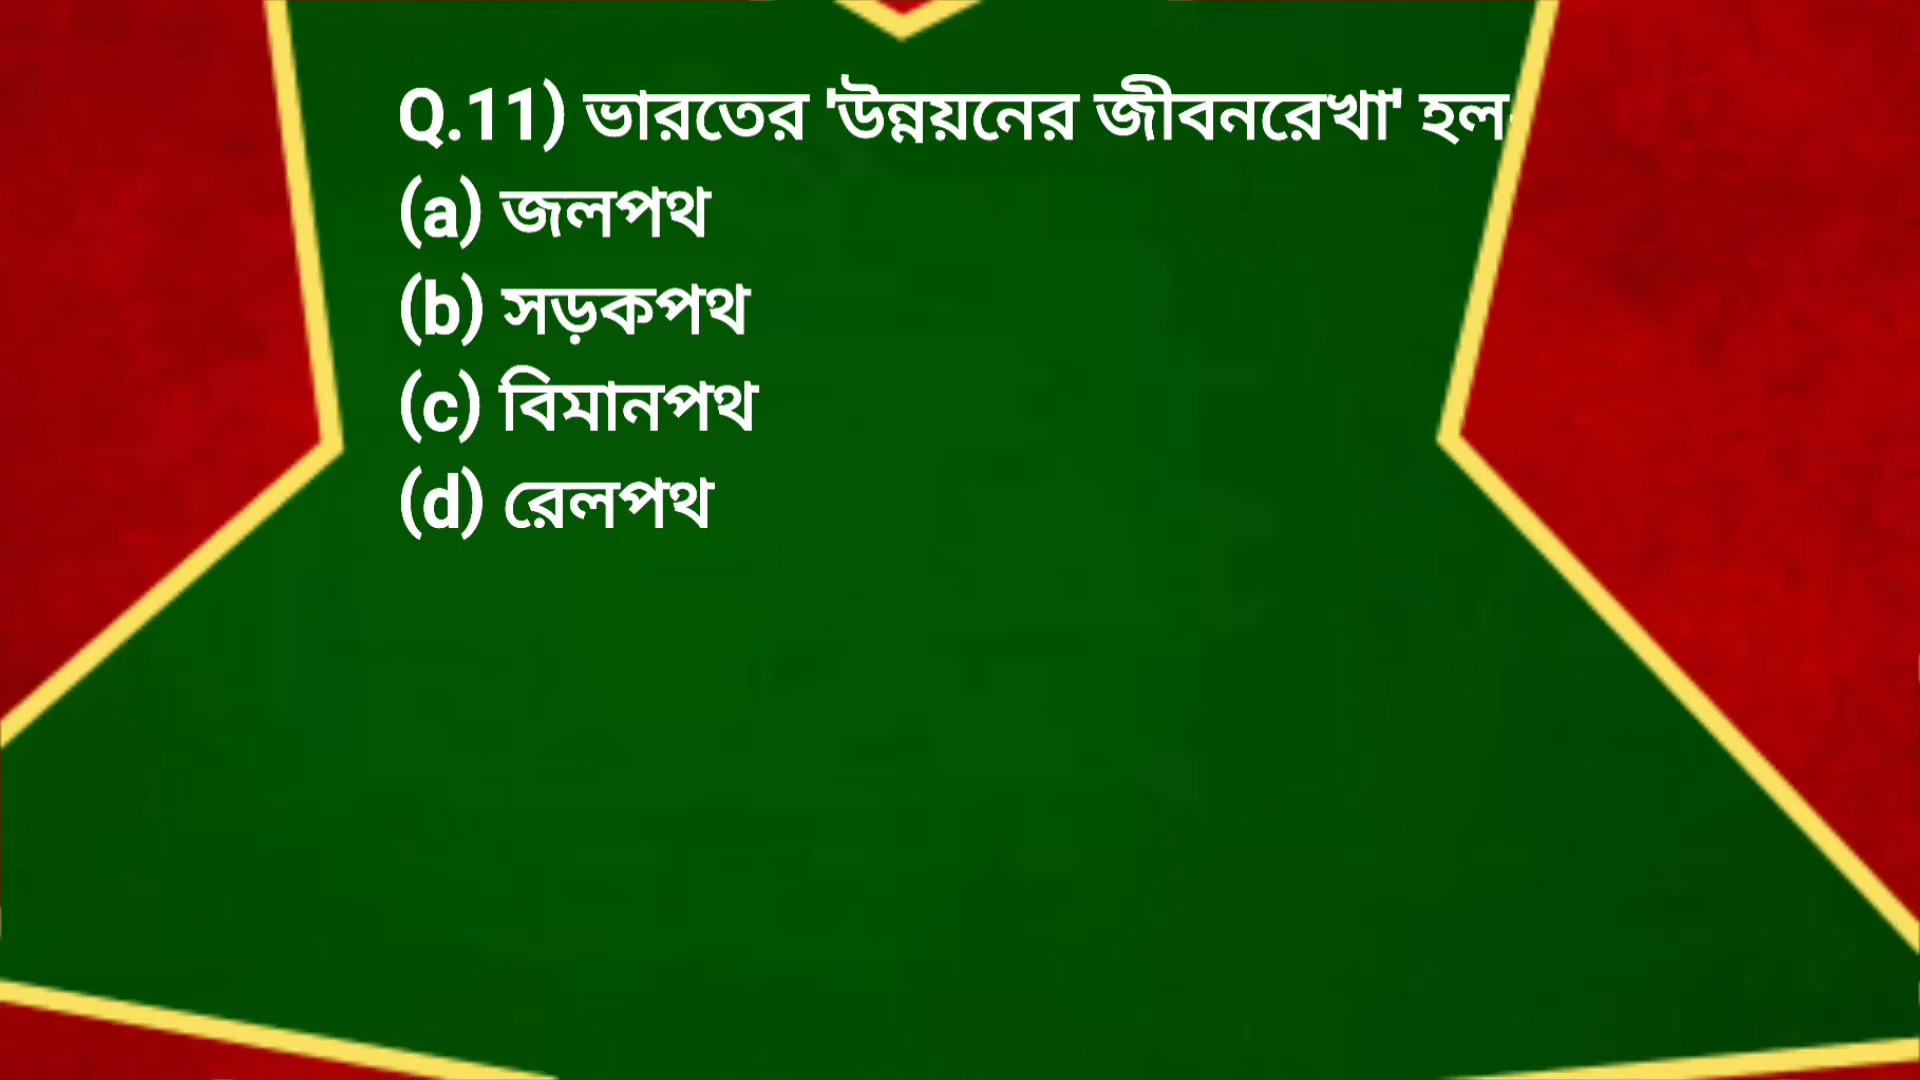 Q.11) ভারতের 'উন্নয়নের জীবনরেখা' হল-
(a) জলপথ
(b) সড়কপথ
(c) বিমানপথ
(d) রেলপথ